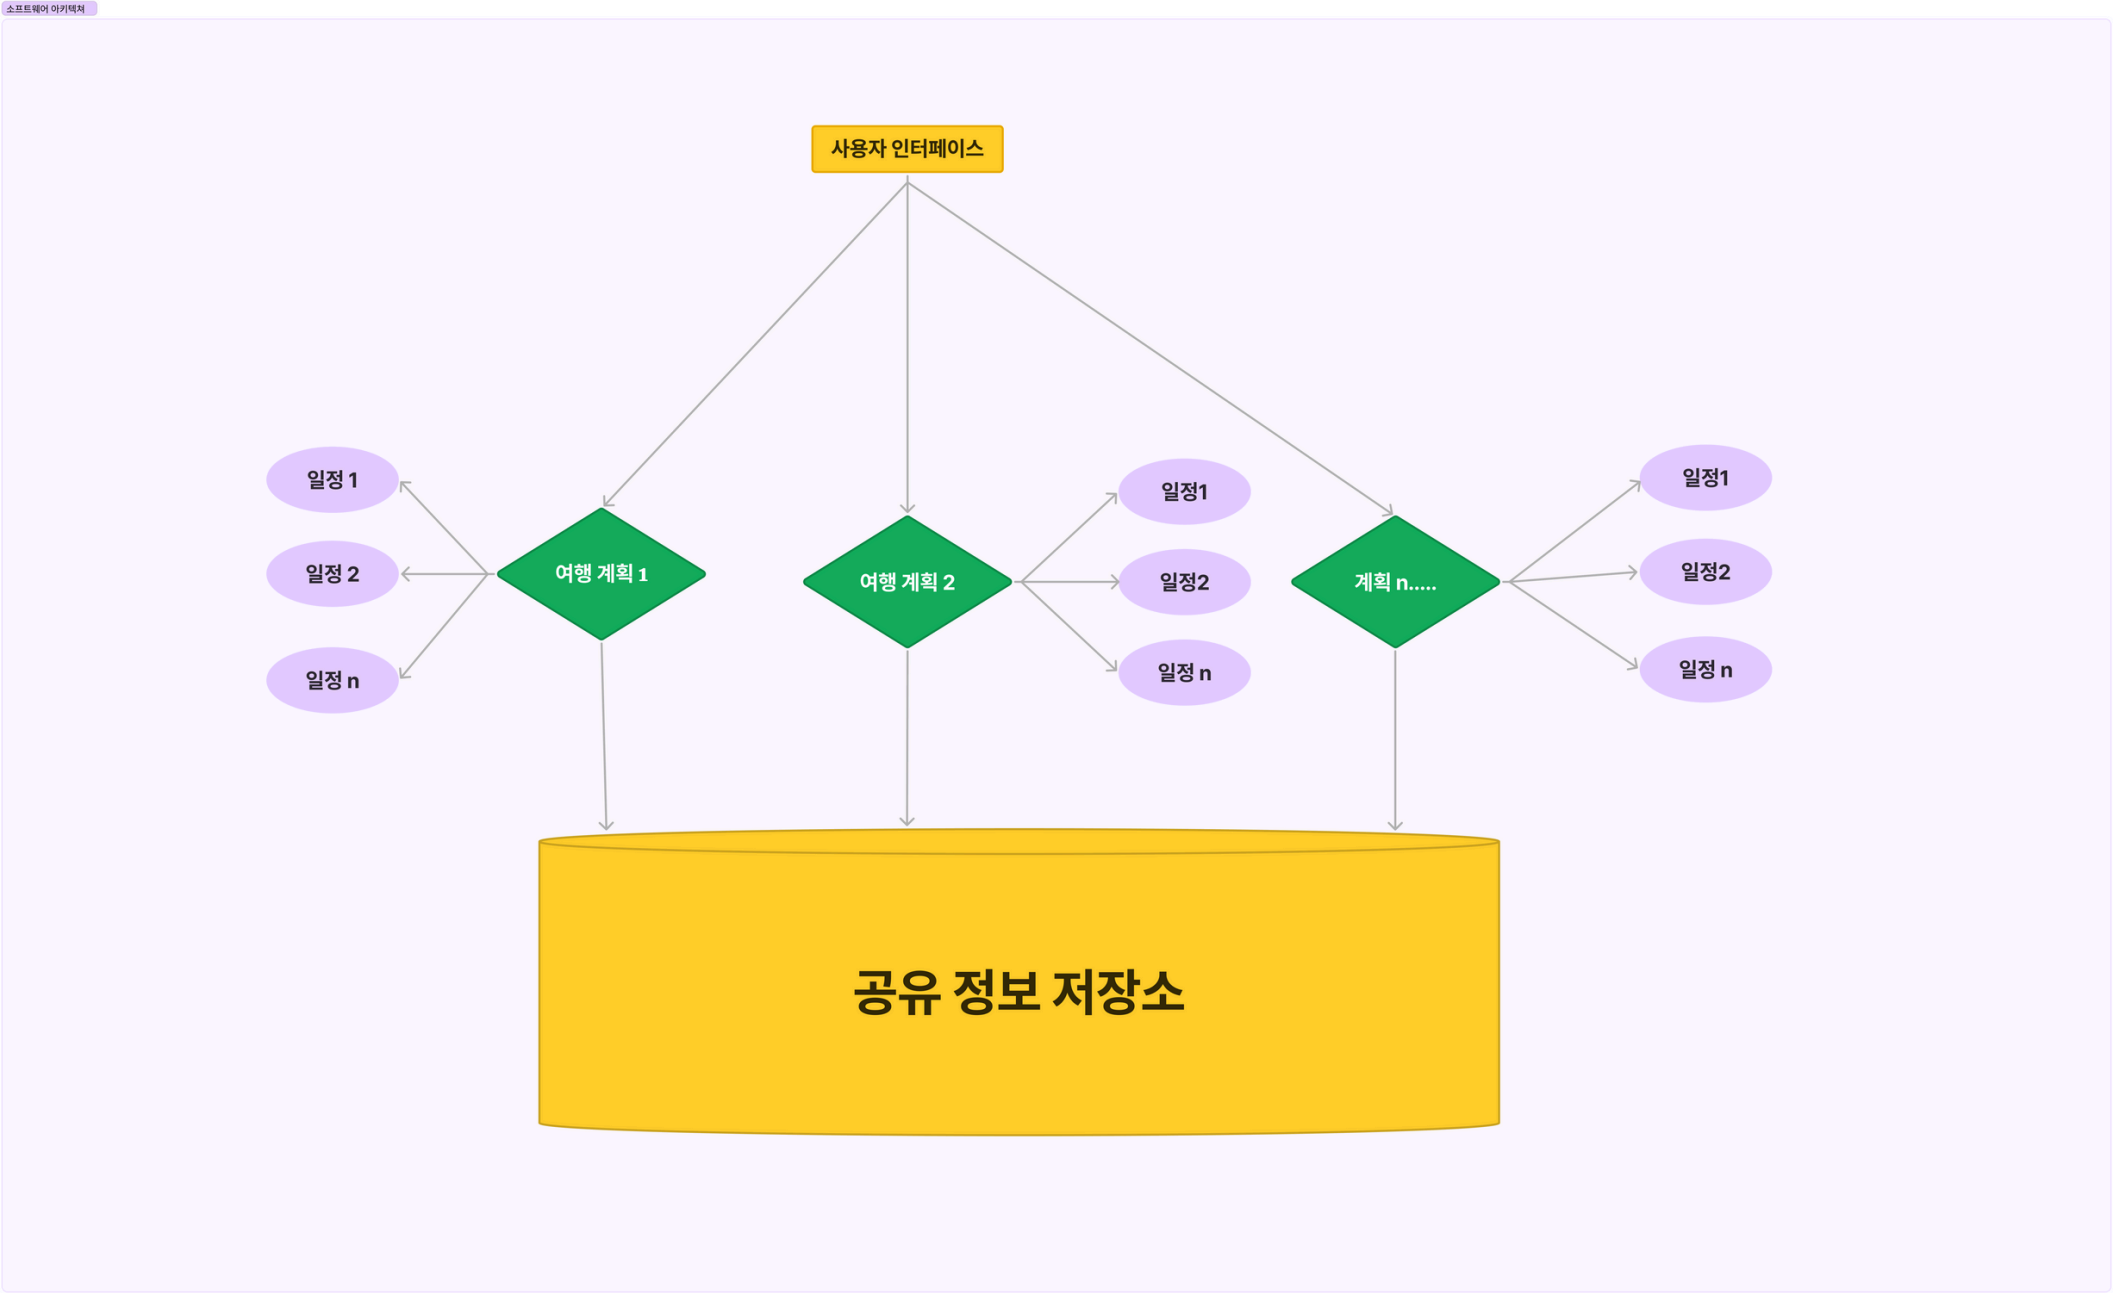 소프트웨어 아키텍쳐
사용자 인터페이스
일정 1
일정 2
일정 n
여행 계획 1
여행 계획 2
일정1
일정2
일정 n
계획 n.....
일정1
일정2
일정 n
공유 정보 저장소